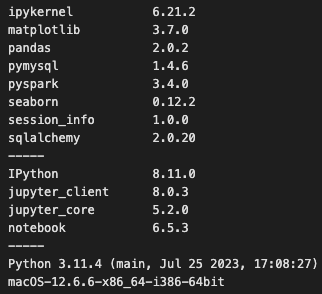 ipykernel           6.21.2
matplotlib          3.7.0
pandas              2.0.2
pymysql             1.4.6
pyspark             3.4.0
seaborn             0.12.2
session_info        1.0.0
sqlalchemy          2.0.20
-----
IPython             8.11.0
jupyter_client      8.0.3
jupyter_core        5.2.0
notebook            6.5.3
-----
Python 3.11.4 (main, Jul 25 2023, 17:08:27)
macOS-12.6.6-x86_64-i386-64bit